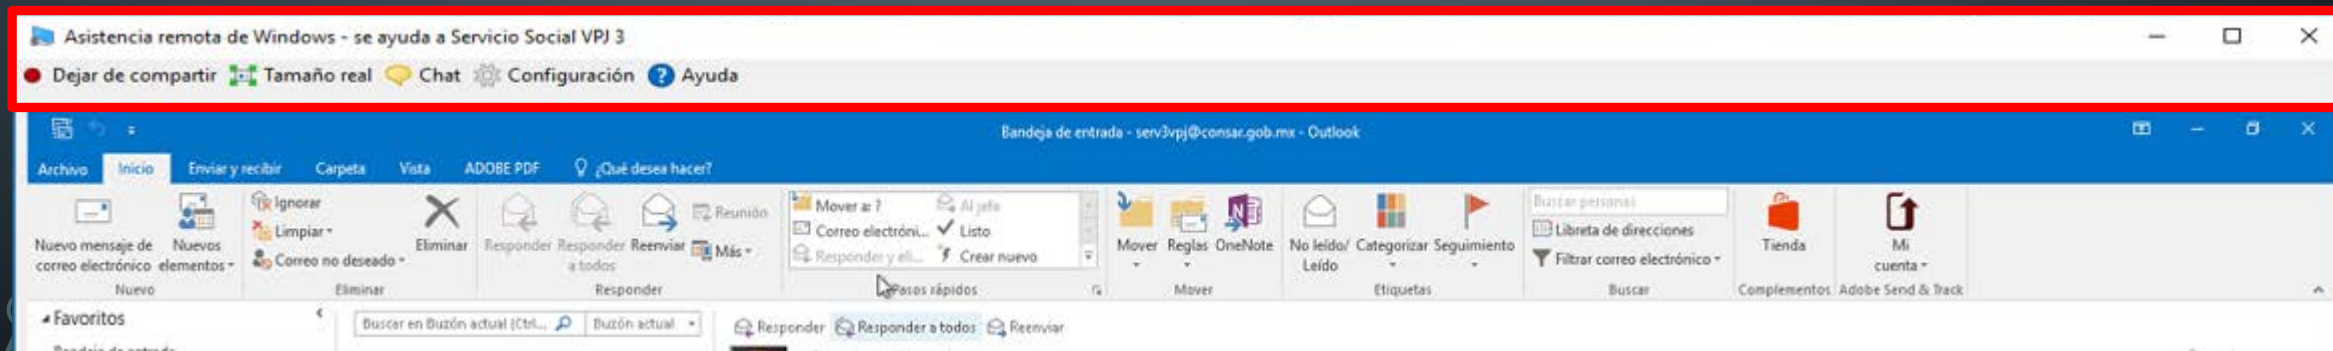 Asistencia remota de Windows - se ayuda a Servicio Social VPJ 3
Dejar de compartir Tamaño real Chat Configuración Ayuda
Bandeja de entrada - serv3vpj@consar.gob.mx - Outlook
Archivo Inicio Enviar y recibir Carpeta Vista ADOBE PDF ¿Qué desea hacer?
Nuevo mensaje de correo electrónico
Nuevos elementos
Nuevo
Ignorar
Limpiar
Correo no deseado
Eliminar
Eliminar
Responder
Responder a todos
Reenviar
Reunión
Más
Responder
Mover a: ?
Al jefe
Correo electróni...
Listo
Responder y eli...
Crear nuevo
Pasos rápidos
Mover
Reglas
OneNote
Mover
No leído/ Leído
Categorizar
Seguimiento
Etiquetas
Buscar personas
Libreta de direcciones
Filtrar correo electrónico
Buscar
Tienda
Complementos
Mi cuenta
Adobe Send & Track
Favoritos
Buscar en Buzón actual (Ctrl... Buzón actual
Responder Responder a todos Reenviar
Bandeja de entrada